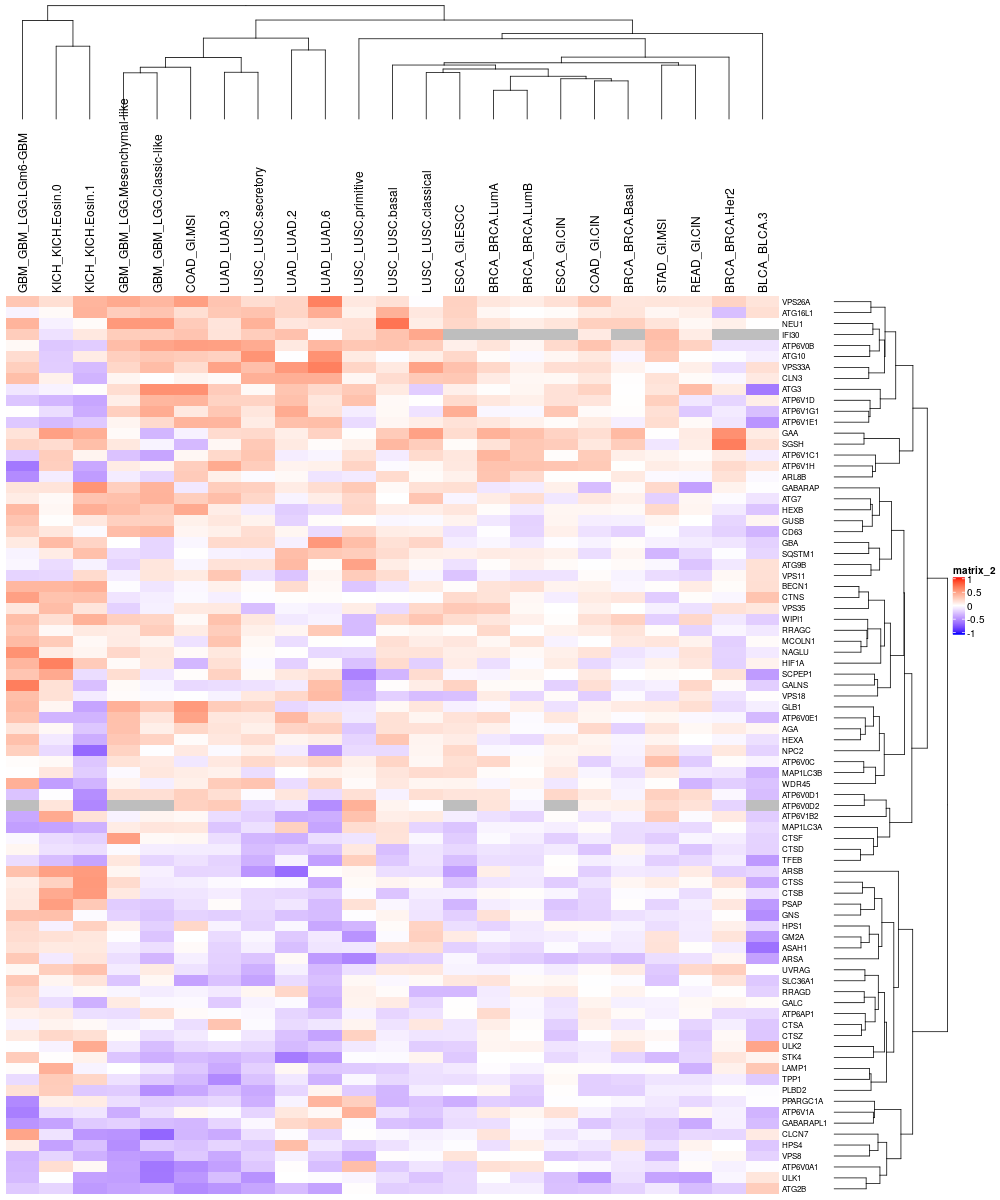 GBM_GBM_LGG.LGm6-GBM
KICH_KICH.Eosin.0
KICH_KICH.Eosin.1
GBM_GBM_LGG.Mesenchymal-like
GBM_GBM_LGG.Classic-like
COAD_GI.MSI
LUAD_LUAD.3
LUSC_LUSC.secretory
LUAD_LUAD.2
LUAD_LUAD.6
LUSC_LUSC.primitive
LUSC_LUSC.basal
LUSC_LUSC.classical
ESCA_GI.ESCC
BRCA_BRCA.LumA
BRCA_BRCA.LumB
ESCA_GI.CIN
COAD_GI.CIN
BRCA_BRCA.Basal
STAD_GI.MSI
READ_GI.CIN
BRCA_BRCA.Her2
BLCA_BLCA.3
VPS26A
ATG16L1
NEU1
IFI30
ATP6V0B
ATG10
VPS33A
CLN3
ATG3
ATP6V1D
ATP6V1G1
ATP6V1E1
GAA
SGSH
ATP6V1C1
ATP6V1H
ARL8B
GABARAP
ATG7
HEXB
GUSB
CD63
GBA
SQSTM1
ATG9B
VPS11
BECN1
CTNS
VPS35
WIPI1
RRAGC
MCOLN1
NAGLU
HIF1A
SCPEP1
GALNS
VPS18
GLB1
ATP6V0E1
AGA
HEXA
NPC2
ATP6V0C
MAP1LC3B
WDR45
ATP6V0D1
ATP6V0D2
ATP6V1B2
MAP1LC3A
CTSF
CTSD
TFEB
ARSB
CTSS
CTSB
PSAP
GNS
HPS1
GM2A
ASAH1
ARSA
UVRAG
SLC36A1
RRAGD
GALC
ATP6AP1
CTSA
CTSZ
ULK2
STK4
LAMP1
TPP1
PLBD2
PPARGC1A
ATP6V1A
GABARAPL1
CLCN7
HPS4
VPS8
ATP6V0A1
ULK1
ATG2B
matrix_2
1
0.5
0
-0.5
-1